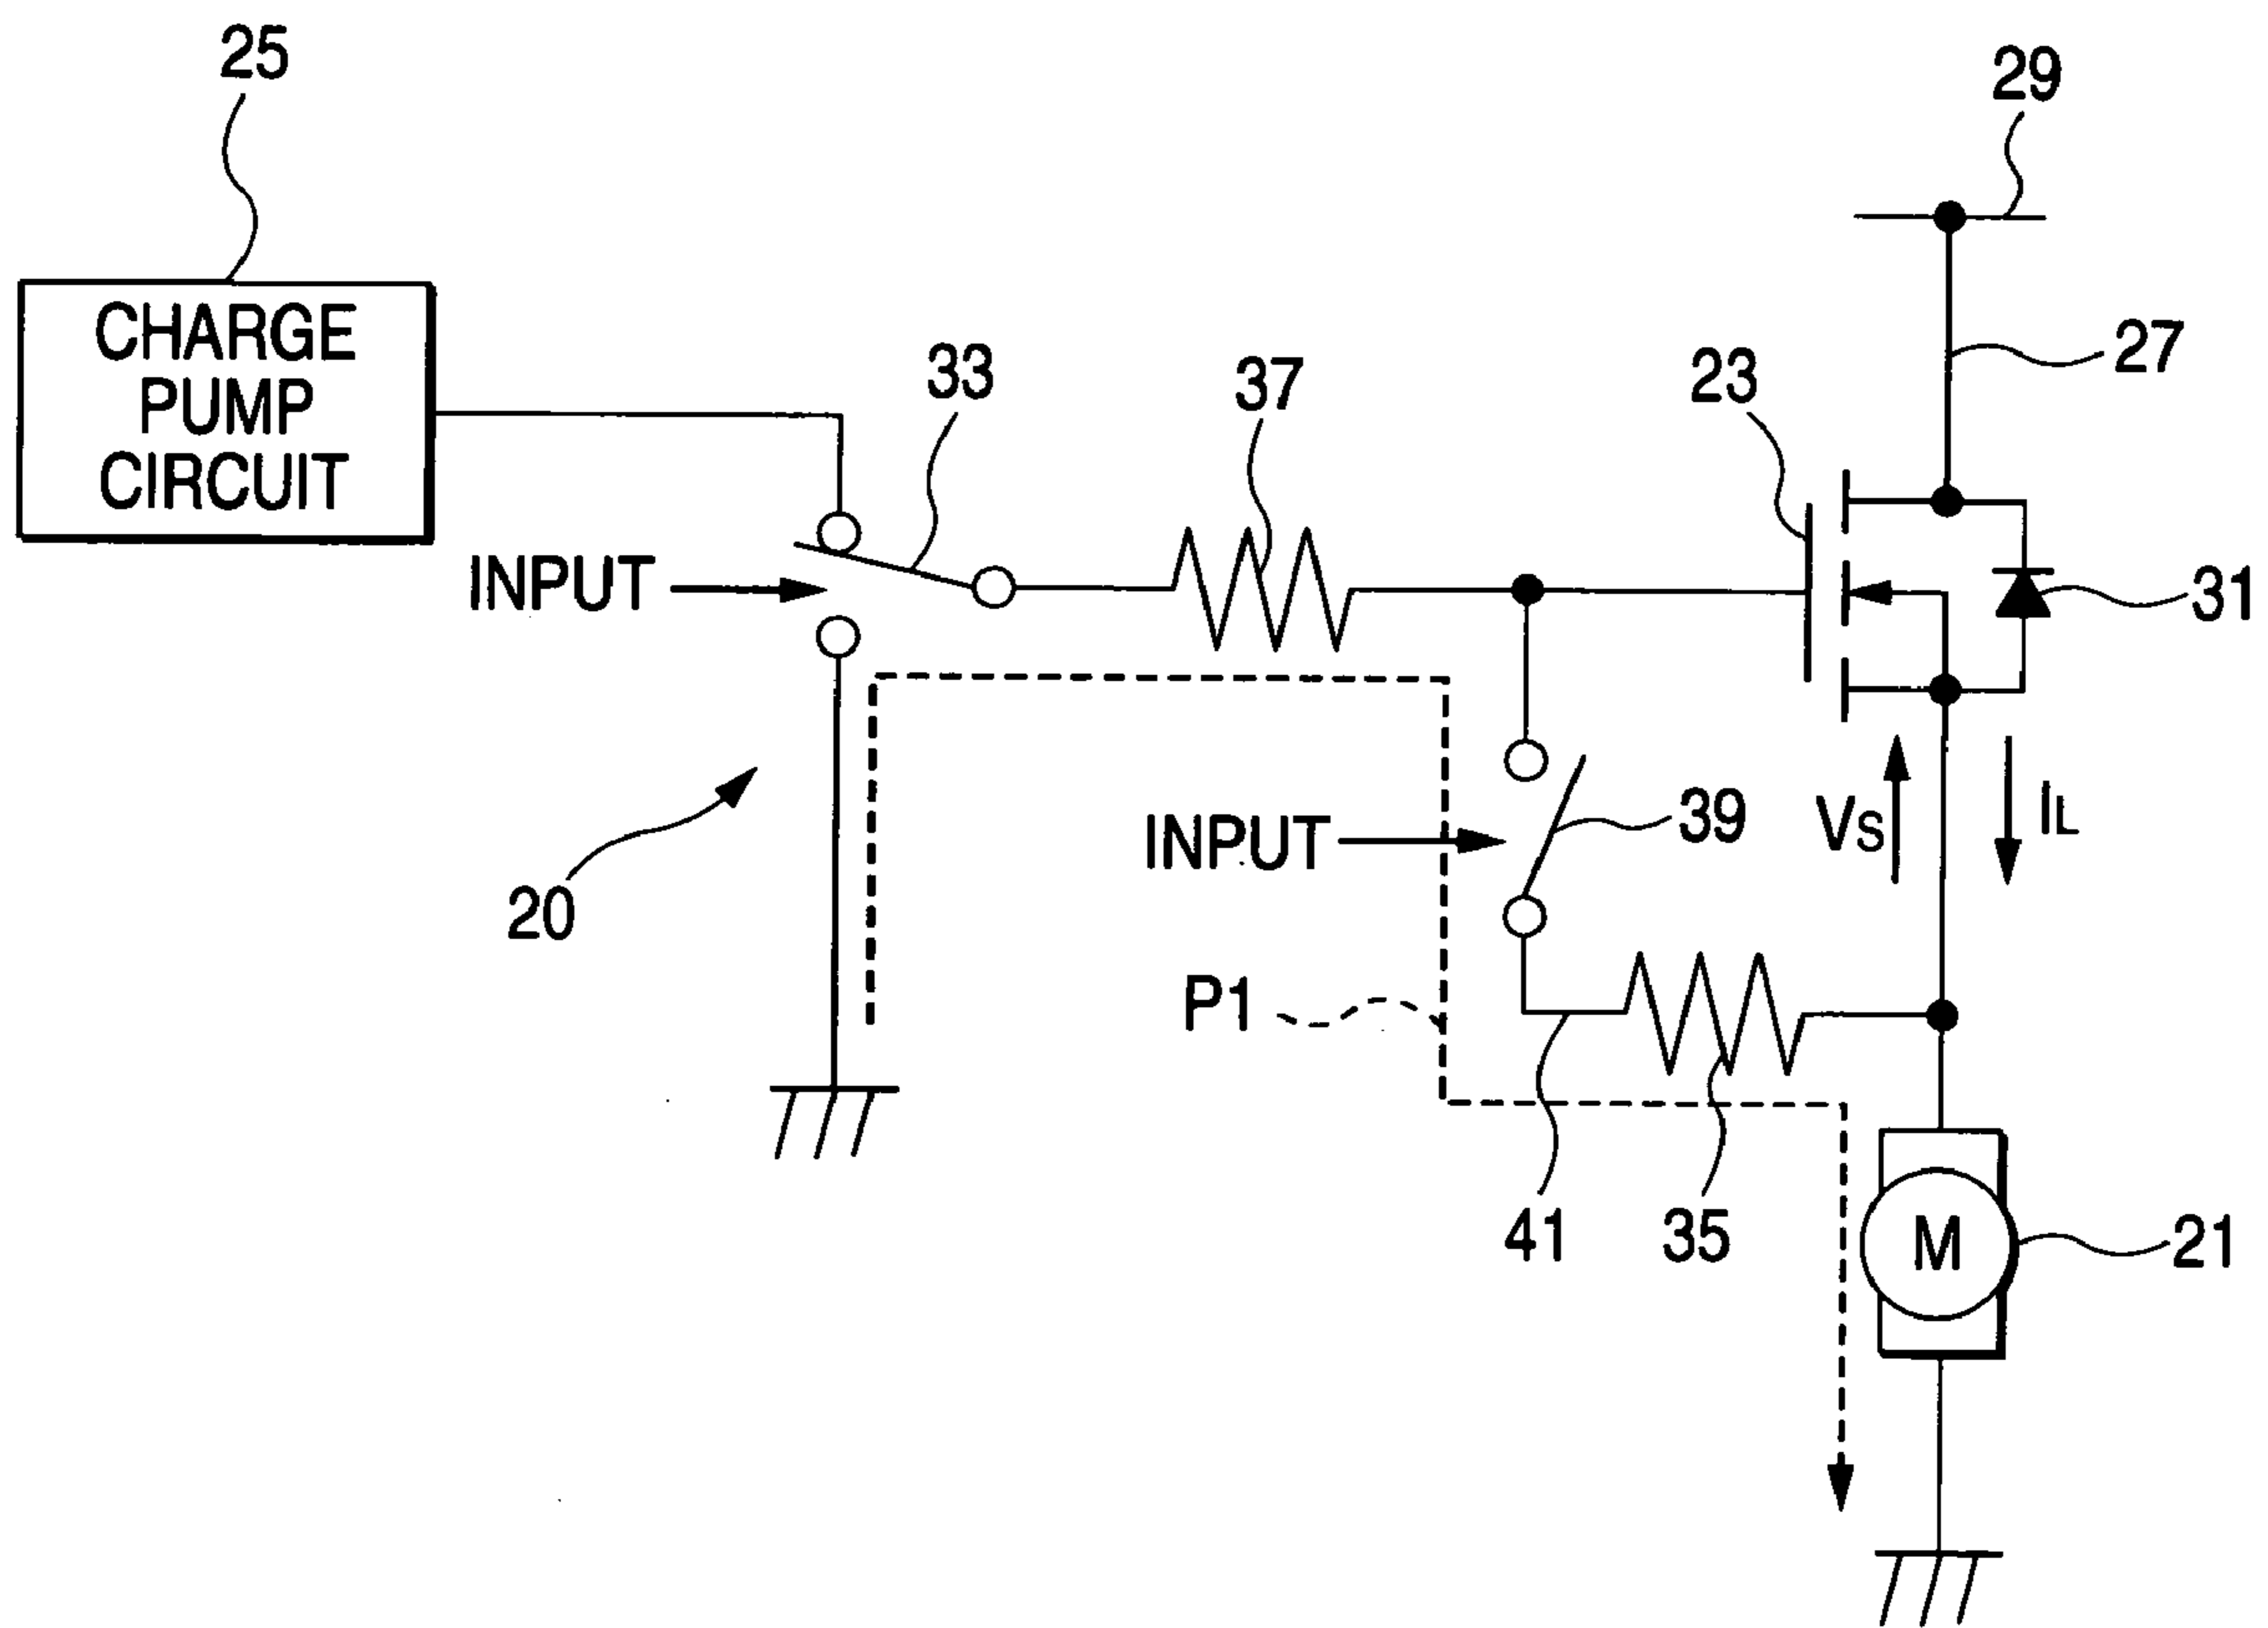 25
29
CHARGE
PUMP
CIRCUIT
33
37
23
27
INPUT
31
20
INPUT
39
Vs
IL
P1
41
35
M
21